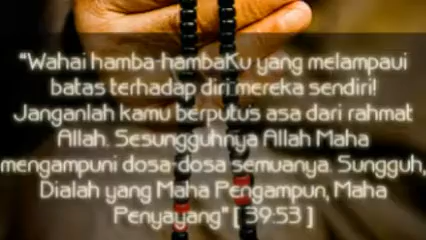 "Wahai hamba-hambaKu yang melampaui
batas terhadap diri mereka sendiri!
Janganlah kamu berputus asa dari rahmat
Allah. Sesungguhnya Allah Maha
mengampuni dosa-dosa semuanya. Sungguh,
Dialah yang Maha Pengampun, Maha
Penyayang" [ 39:53 ]